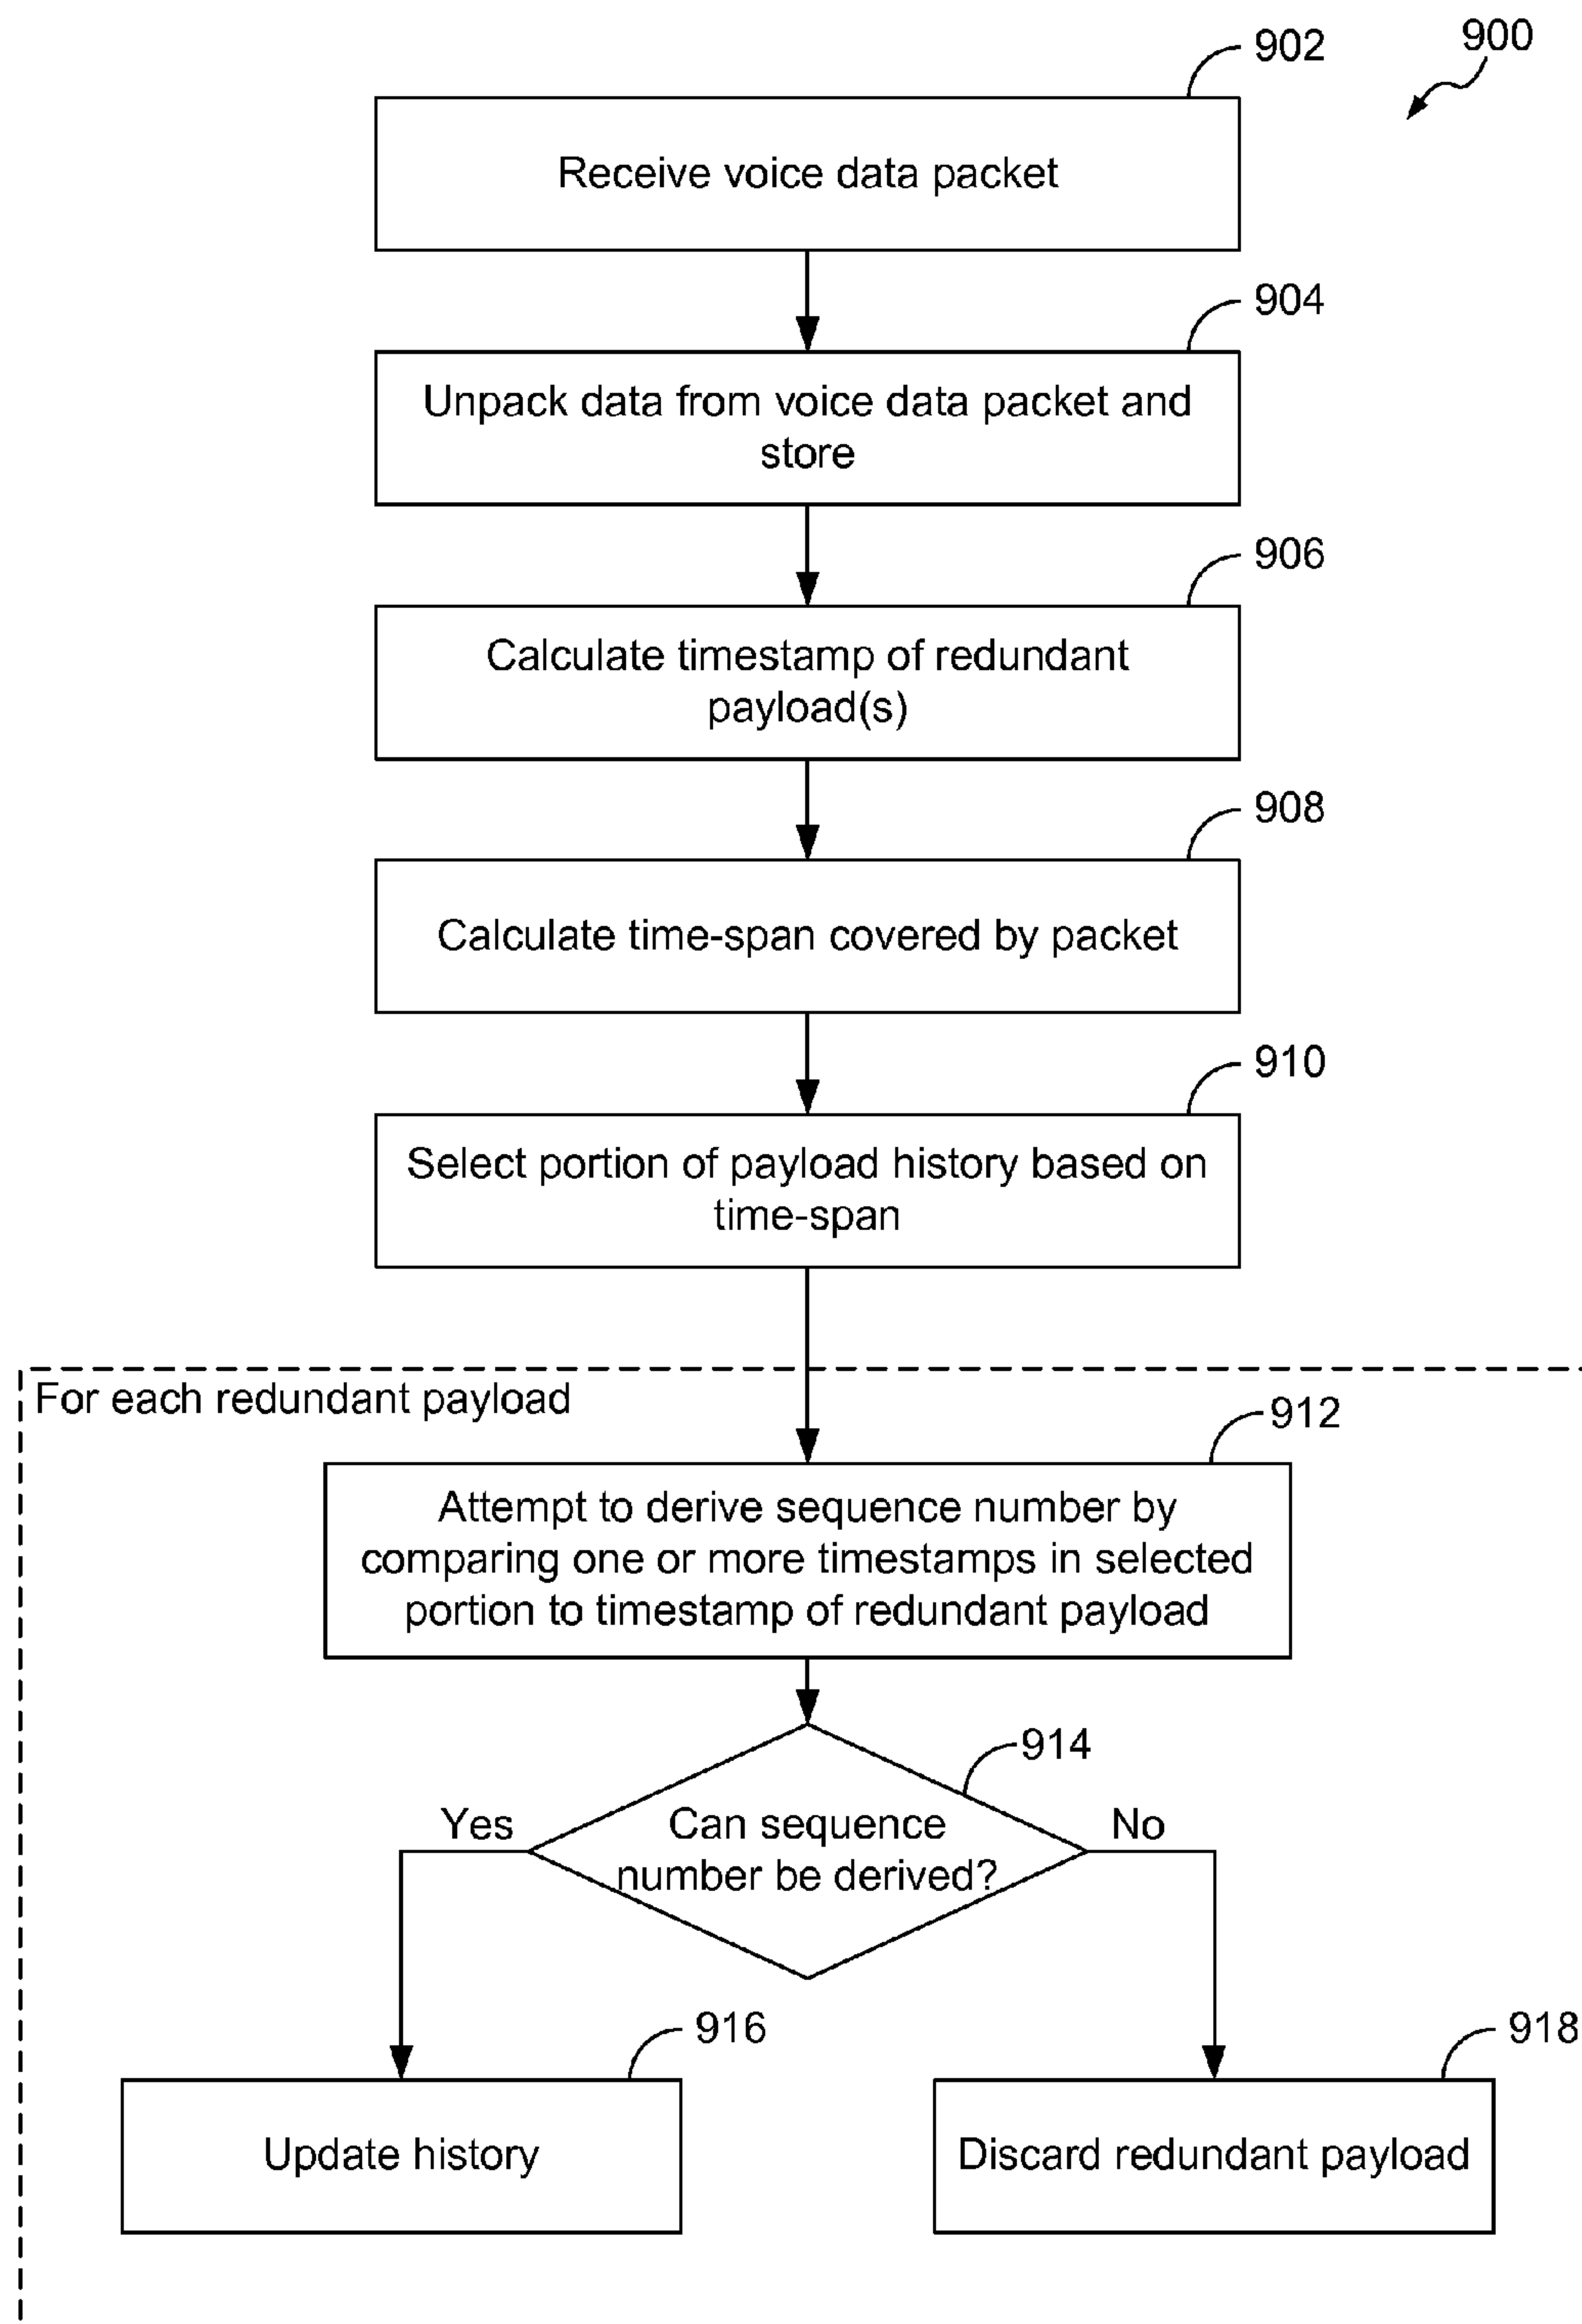 900
902
Receive voice data packet
904
Unpack data from voice data packet and
store
906
Calculate timestamp of redundant
payload(s)
908
Calculate time-span covered by packet
910
Select portion of payload history based on
time-span
For each redundant payload
912
Attempt to derive sequence number by
comparing one or more timestamps in selected
portion to timestamp of redundant payload
914
Can sequence
number be derived?
Yes
No
916
Update history
918
Discard redundant payload